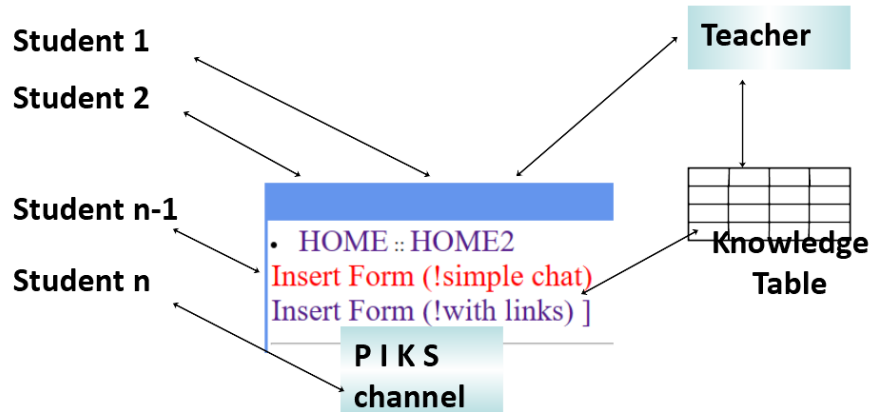 Student 1
Student 2
Student n-1
Student n
Teacher
Knowledge
Table
• HOME :: HOME2
Insert Form (!simple chat)
Insert Form (!with links) ]
P I K S
channel